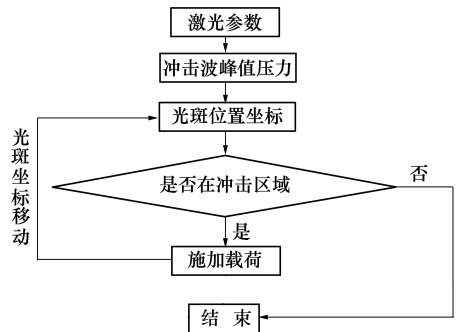 激光参数
冲击波峰值压力
光斑位置坐标
是否在冲击区域
否
是
光斑坐标移动
施加载荷
结 束